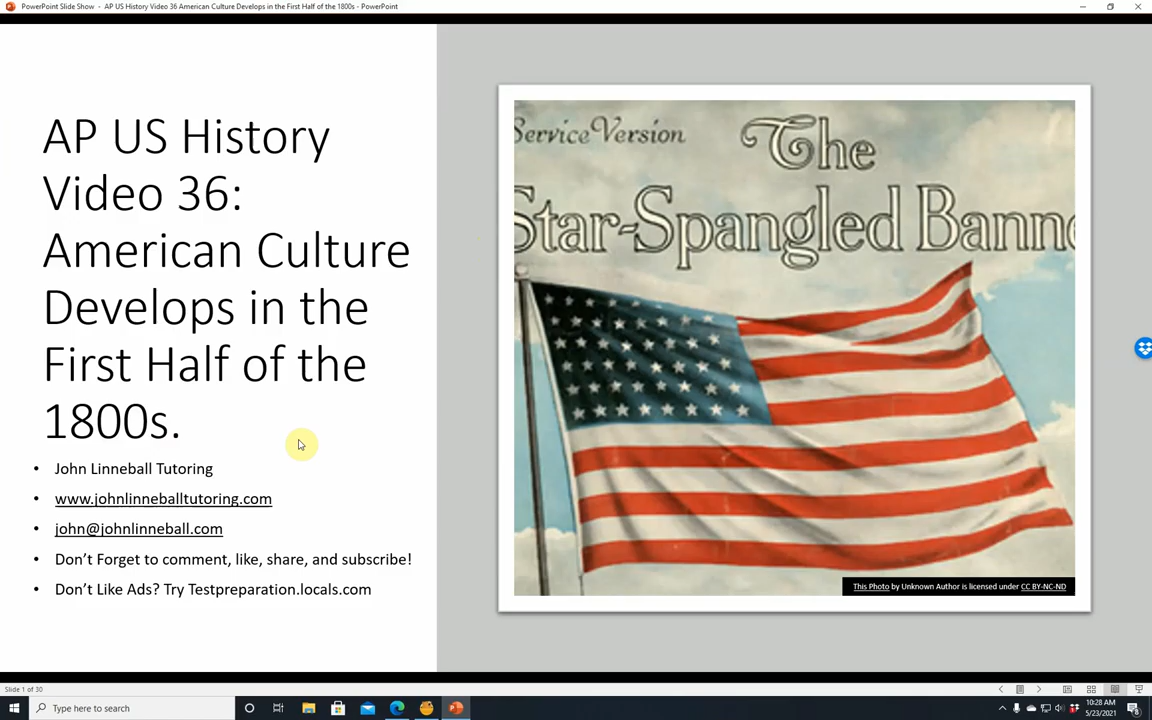 PowerPoint Slide Show - AP US History Video 36 American Culture Develops in the First Half of the 1800s - PowerPoint
AP US History
Video 36:
American Culture
Develops in the
First Half of the
1800s.
• John Linneball Tutoring
• www.johnlinneballtutoring.com
• john@johnlinneball.com
• Don't Forget to comment, like, share, and subscribe!
• Don't Like Ads? Try Testpreparation.locals.com
Service Version
The
Star-Spangled Banne
This Photo by Unknown Author is licensed under CC BY-NC-ND
Slide 1 of 30
Type here to search
10:28 AM
5/23/2021